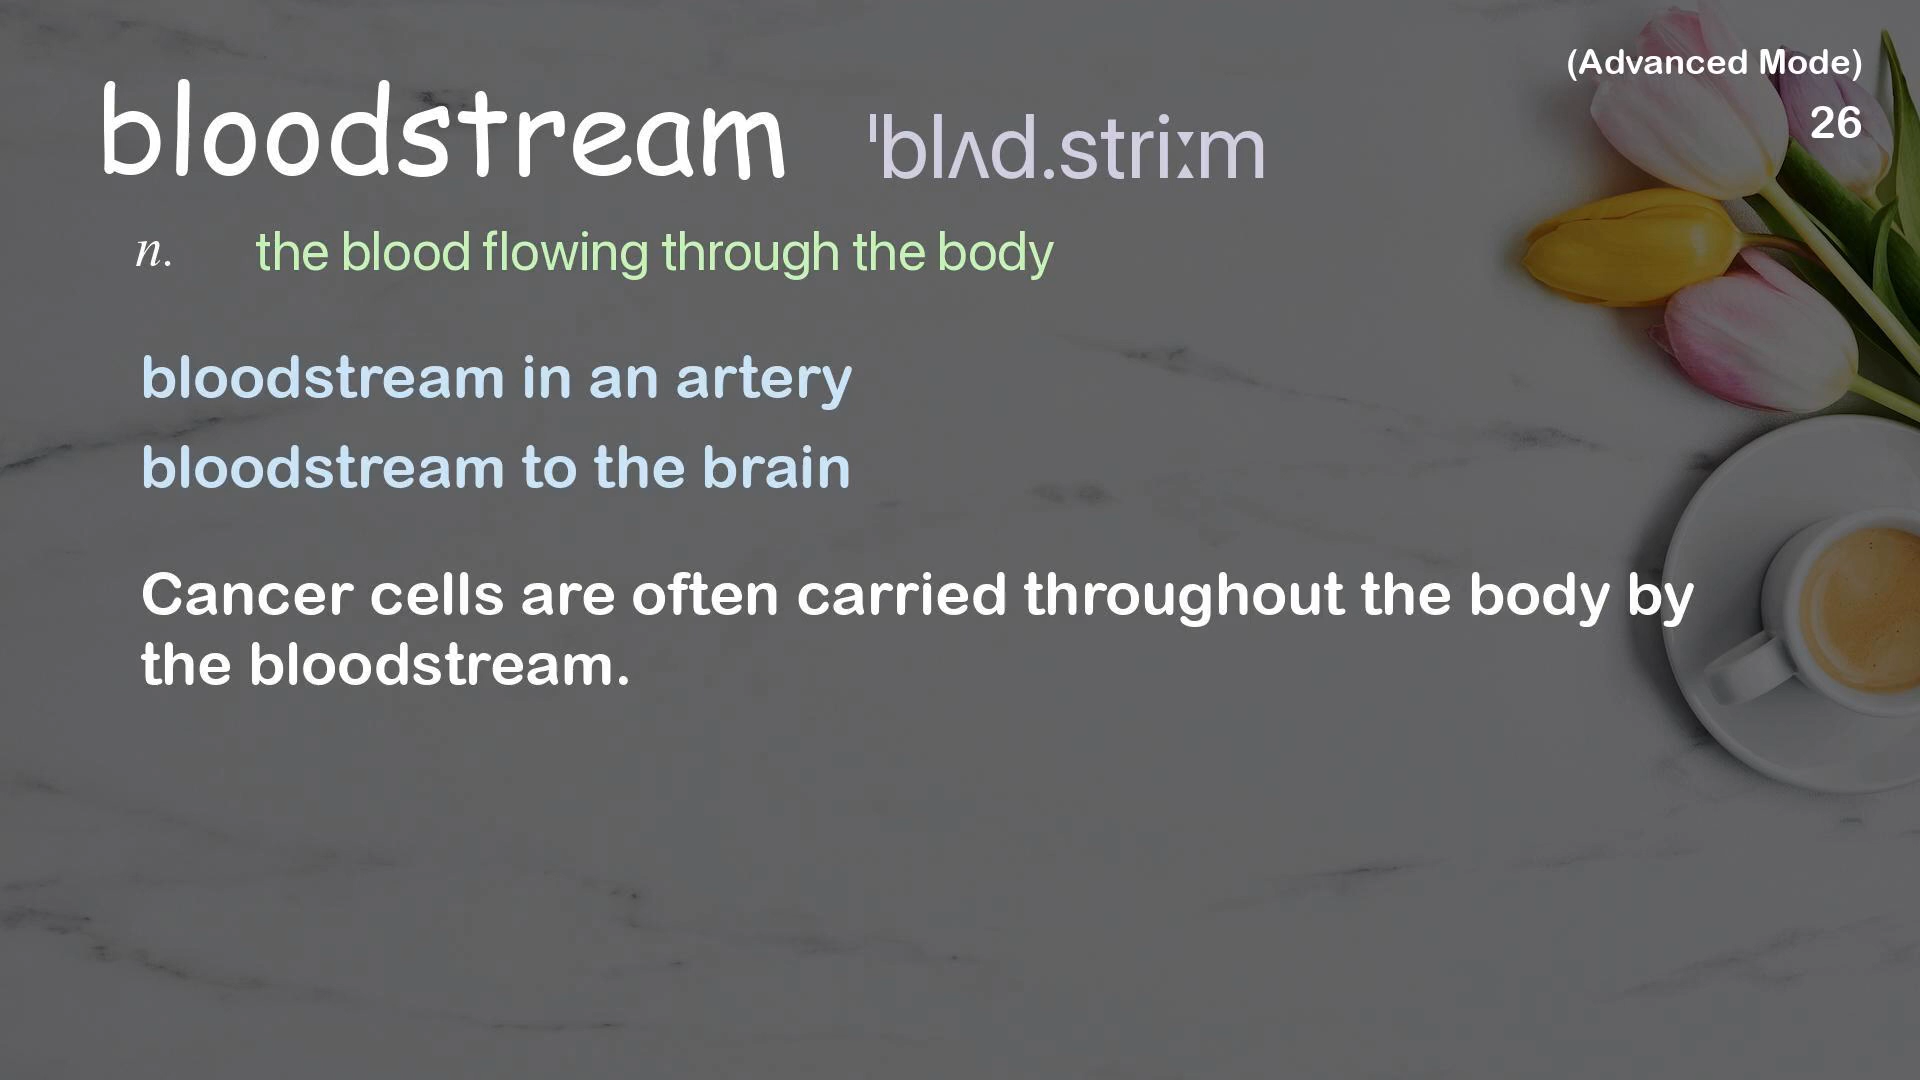 (Advanced Mode)
26
bloodstream ˈblʌd.striːm
n. the blood flowing through the body
bloodstream in an artery
bloodstream to the brain
Cancer cells are often carried throughout the body by
the bloodstream.